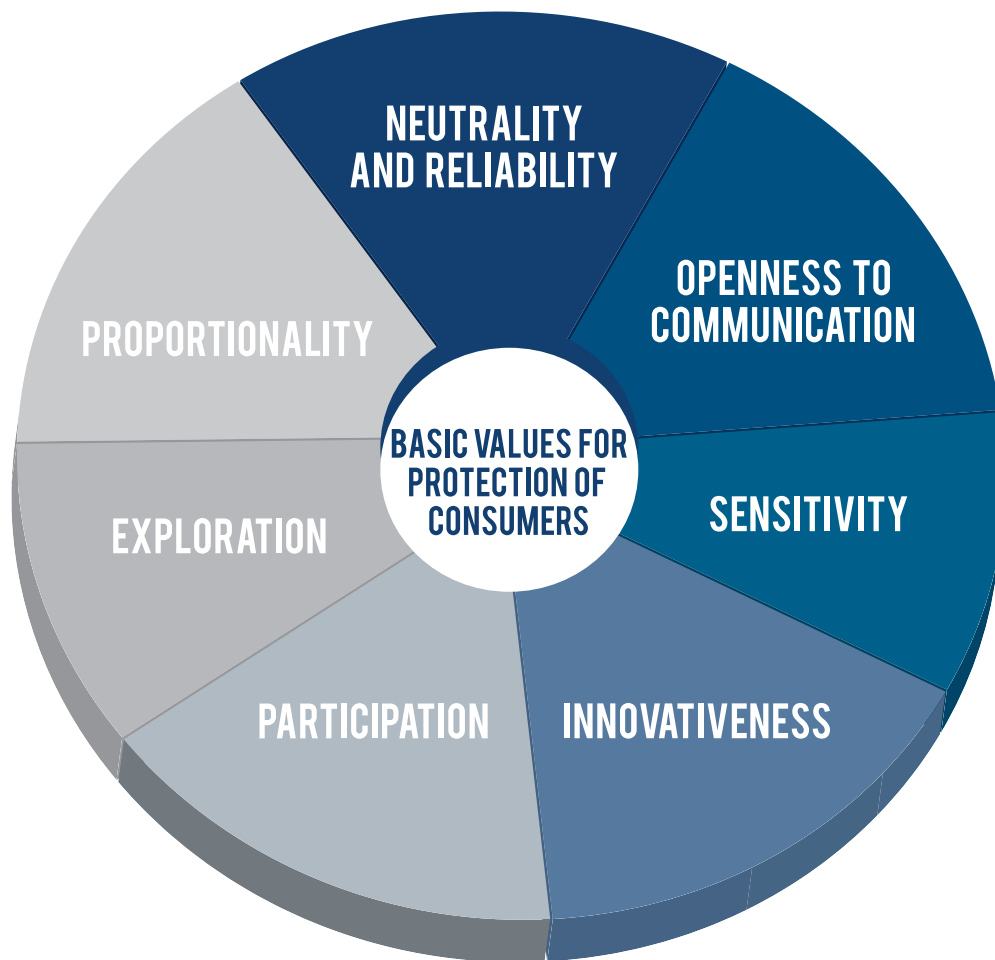 NEUTRALITY
AND RELIABILITY
OPENNESS TO
COMMUNICATION
SENSITIVITY
INNOVATIVENESS
PARTICIPATION
EXPLORATION
PROPORTIONALITY
BASIC VALUES FOR
PROTECTION OF
CONSUMERS